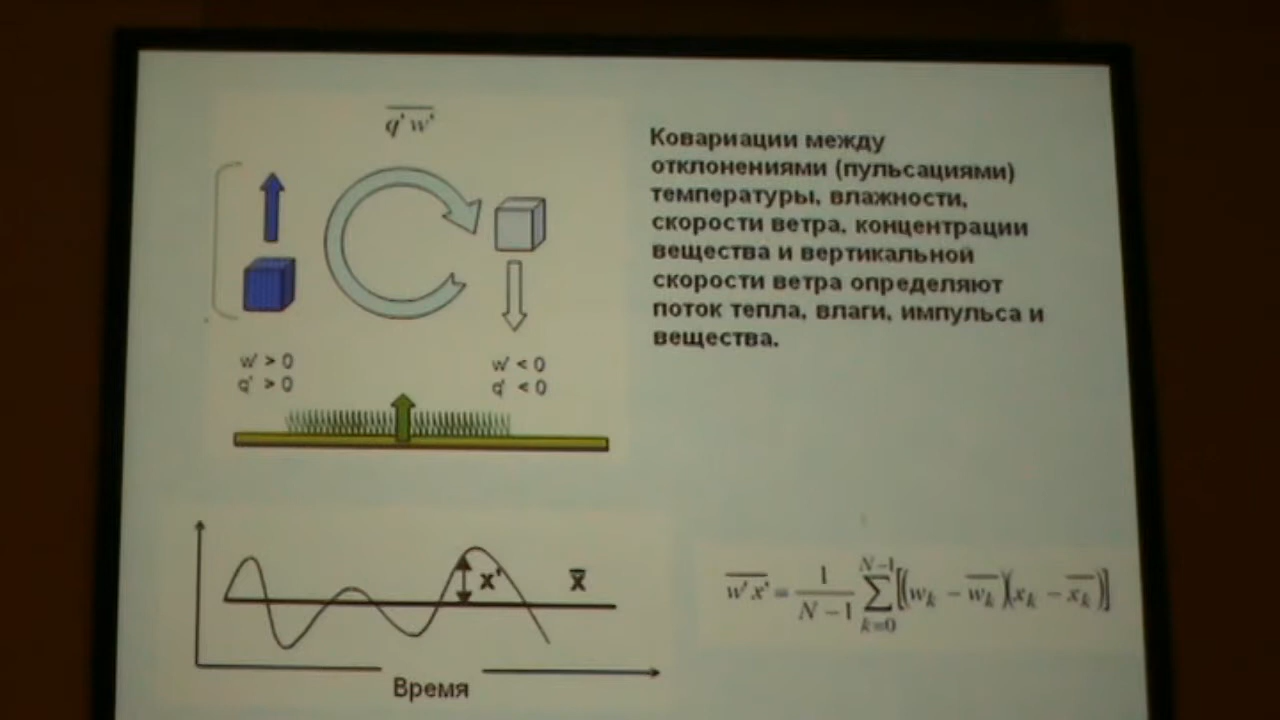 q' w'
Ковариации между
отклонениями (пульсациями)
температуры, влажности,
скорости ветра, концентрации
вещества и вертикальной
скорости ветра определяют
поток тепла, влаги, импульса и
вещества.
w' > 0
q' > 0
w' < 0
q' < 0
x'
x̅
Время
w' x' = 1/(N − 1) ∑ k=0 N−1 [(w_k − w̅_k)(x_k − x̅_k)]